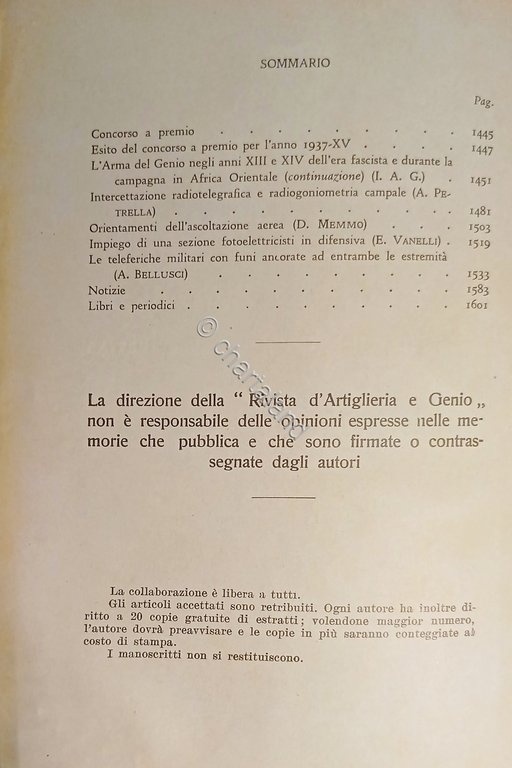 SOMMARIO
Pag.
Concorso a premio . . . . . . . . . 1445
Esito del concorso a premio per l'anno 1937-XV . . . . 1447
L'Arma del Genio negli anni XIII e XIV dell'era fascista e durante la
campagna in Africa Orientale (continuazione) (I. A. G.) . 1451
Intercettazione radiotelegrafica e radiogoniometria campale (A. PE-
TRELLA) . . . . . . . . . . . 1481
Orientamenti dell'ascoltazione aerea (D. MEMMO) . . . 1503
Impiego di una sezione fotoelettricisti in difensiva (E. VANELLI) . 1519
Le teleferiche militari con funi ancorate ad entrambe le estremità
(A. BELLUSCI) . . . . . . . . . 1533
Notizie . . . . . . . . . . . 1583
Libri e periodici . . . . . . . . . . 1601
© chartaland
La direzione della “ Rivista d'Artiglieria e Genio „
non è responsabile delle opinioni espresse nelle me-
morie che pubblica e che sono firmate o contras-
segnate dagli autori
La collaborazione è libera a tutti.
Gli articoli accettati sono retribuiti. Ogni autore ha inoltre di-
ritto a 20 copie gratuite di estratti; volendone maggior numero,
l'autore dovrà preavvisare e le copie in più saranno conteggiate al
costo di stampa.
I manoscritti non si restituiscono.